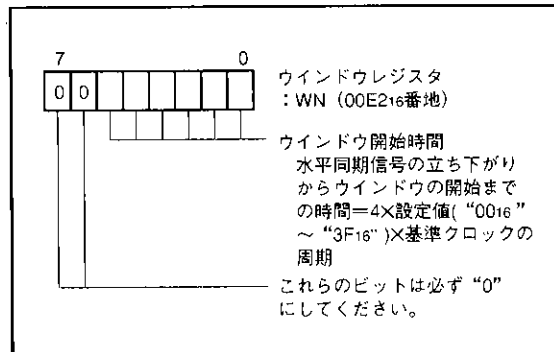 7 0
0 0
ウインドウレジスタ
：WN（00E216番地）
ウインドウ開始時間
水平同期信号の立ち下がり
からウインドウの開始まで
の時間＝4×設定値( “0016”
～ “3F16” )×基準クロックの
周期
これらのビットは必ず “0”
にしてください。